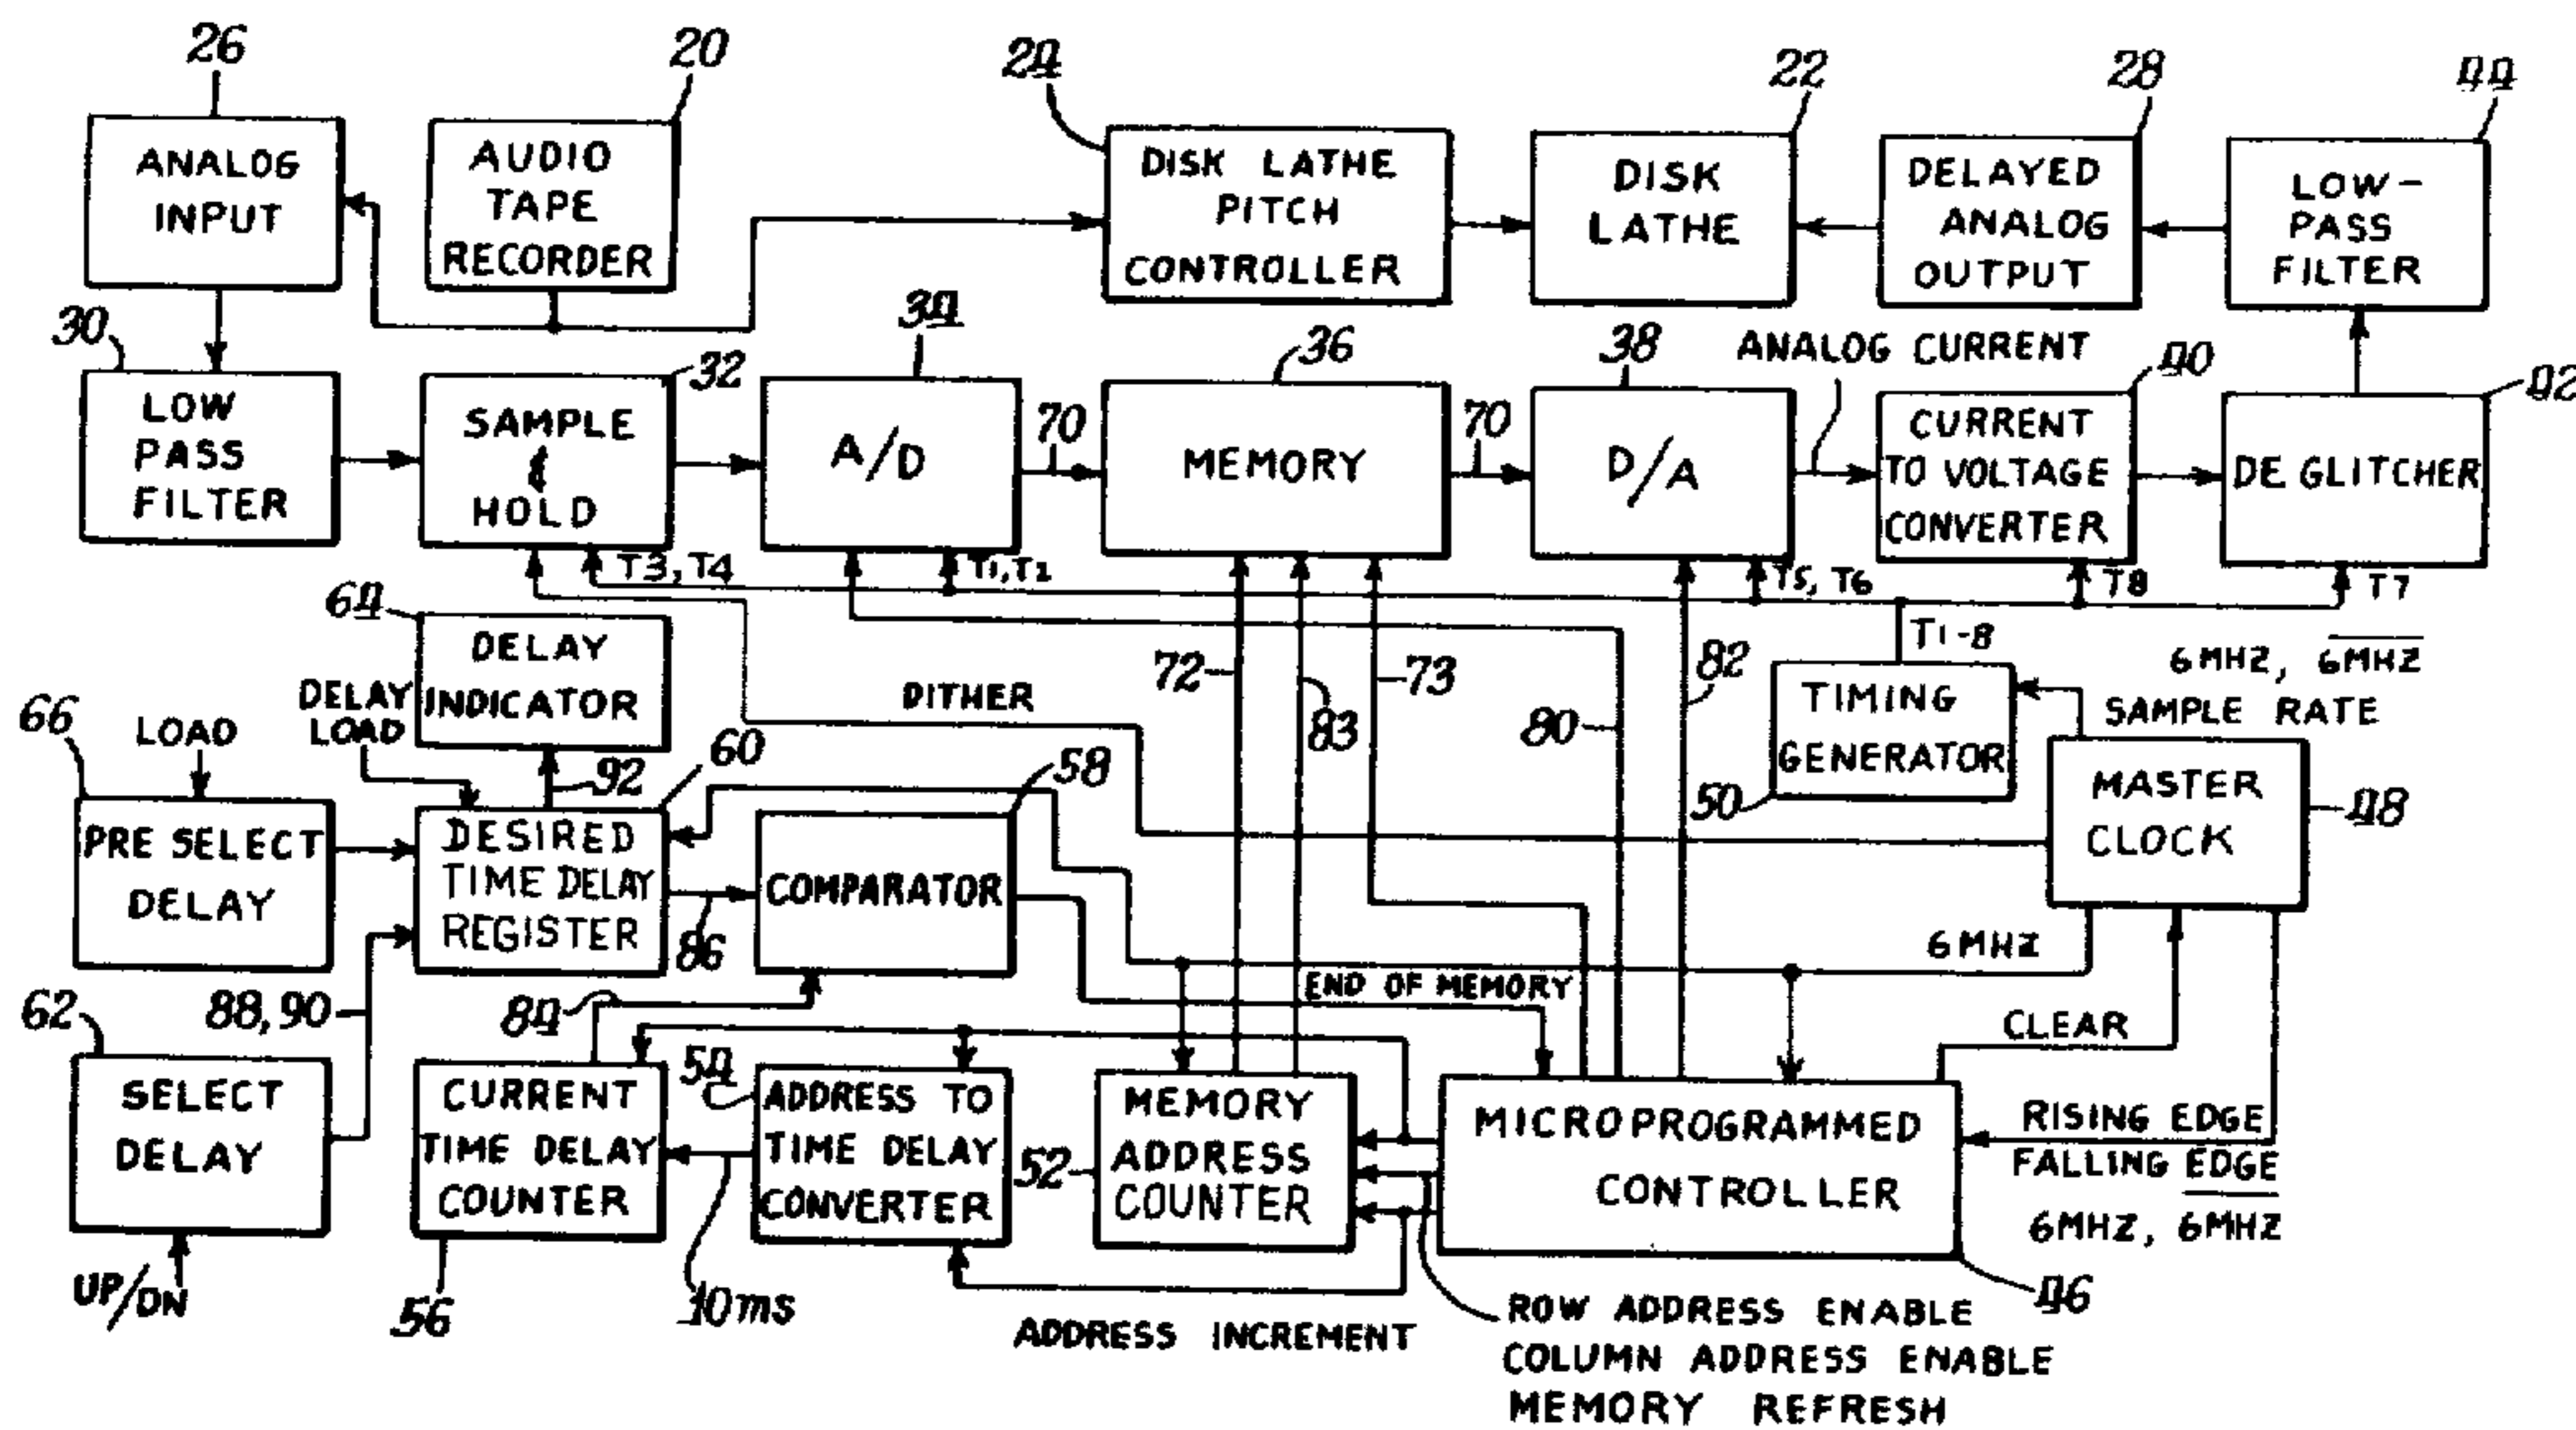 26
20
24
22
28
44
ANALOG
INPUT
AUDIO
TAPE
RECORDER
DISK LATHE
PITCH
CONTROLLER
DISK
LATHE
DELAYED
ANALOG
OUTPUT
LOW-
PASS
FILTER
30
32
34
36
38
ANALOG CURRENT
40
42
LOW
PASS
FILTER
SAMPLE
&
HOLD
A/D
70
MEMORY
70
D/A
CURRENT
TO VOLTAGE
CONVERTER
DE GLITCHER
T3, T4
T1, T2
T5, T6
T8
T7
64
DELAY
INDICATOR
72
83
73
80
82
T1-8
6MHZ, 6MHZ
SAMPLE RATE
TIMING
GENERATOR
50
66
LOAD
DELAY
LOAD
92
60
DITHER
58
MASTER
CLOCK
48
PRE SELECT
DELAY
DESIRED
TIME DELAY
REGISTER
86
COMPARATOR
6MHZ
END OF MEMORY
CLEAR
62
88, 90
84
54
SELECT
DELAY
CURRENT
TIME DELAY
COUNTER
ADDRESS TO
TIME DELAY
CONVERTER
52
MEMORY
ADDRESS
COUNTER
MICROPROGRAMMED
CONTROLLER
RISING EDGE
FALLING EDGE
6MHZ, 6MHZ
UP/DN
56
10ms
ADDRESS INCREMENT
46
ROW ADDRESS ENABLE
COLUMN ADDRESS ENABLE
MEMORY REFRESH